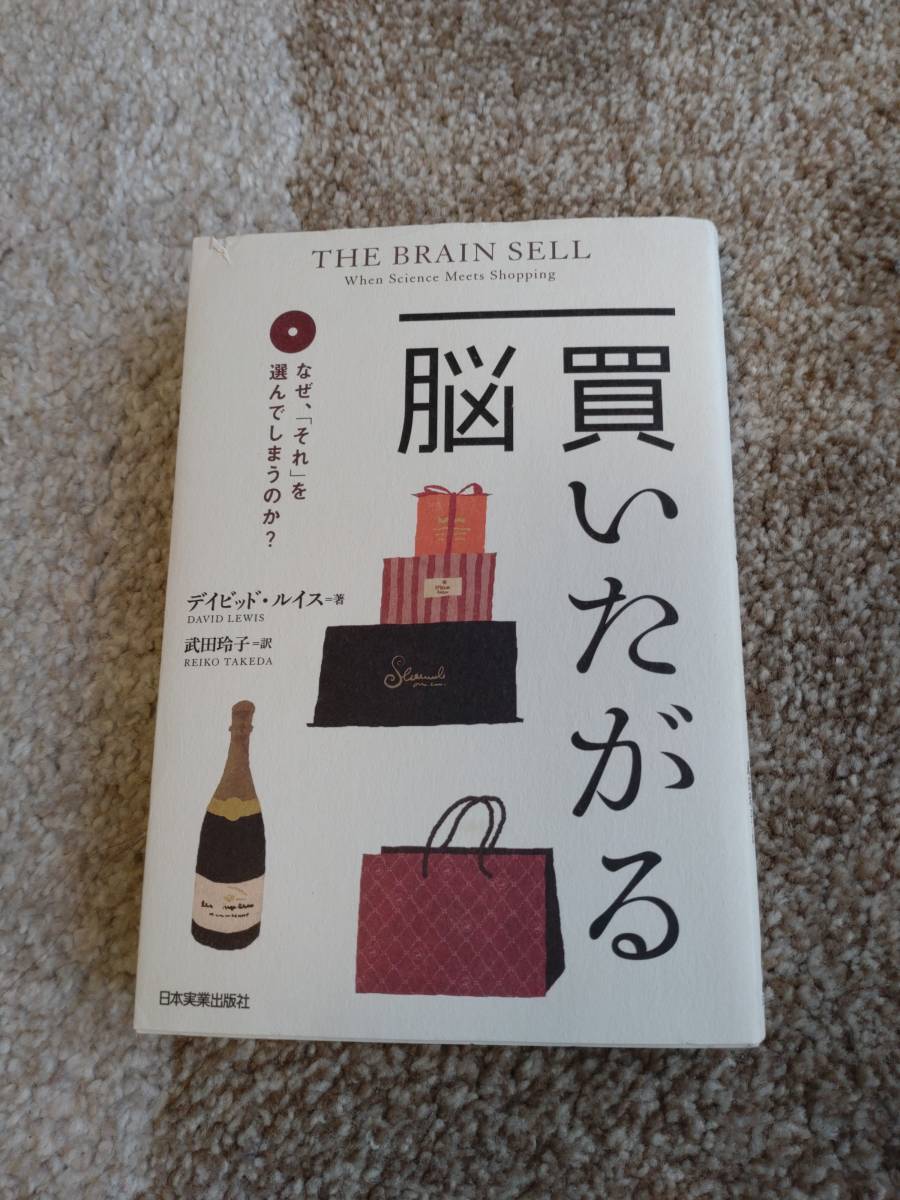 THE BRAIN SELL
When Science Meets Shopping
買いたがる
脳
なぜ、「それ」を
選んでしまうのか?
デイビッド・ルイス=著
DAVID LEWIS
武田玲子=訳
REIKO TAKEDA
日本実業出版社